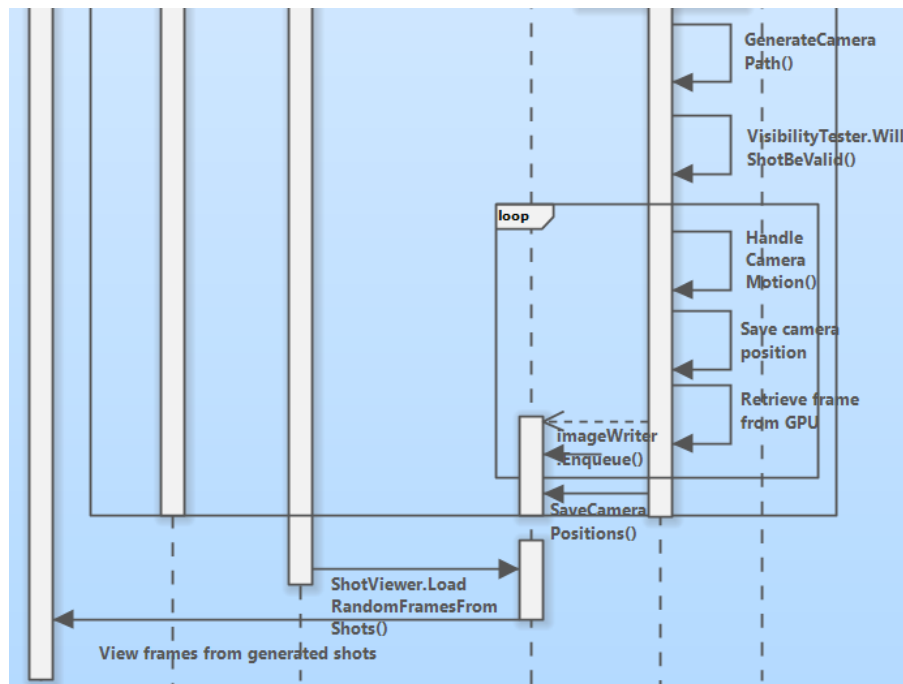 GenerateCamera
Path()
VisibilityTester.Will
ShotBeValid()
loop
Handle
Camera
Motion()
Save camera
position
Retrieve frame
from GPU
imageWriter
.Enqueue()
SaveCamera
Positions()
ShotViewer.Load
RandomFramesFrom
Shots()
View frames from generated shots